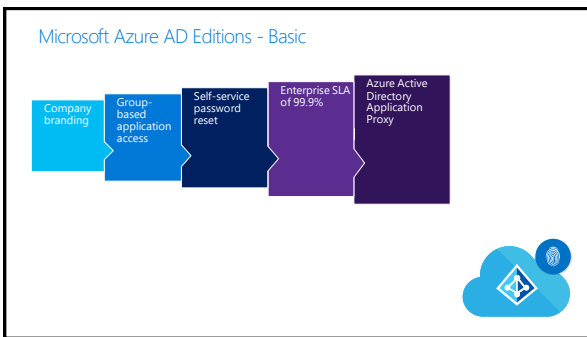 Microsoft Azure AD Editions - Basic
Company
branding
Group-
based
application
access
Self-service
password
reset
Enterprise SLA
of 99.9%
Azure Active
Directory
Application
Proxy